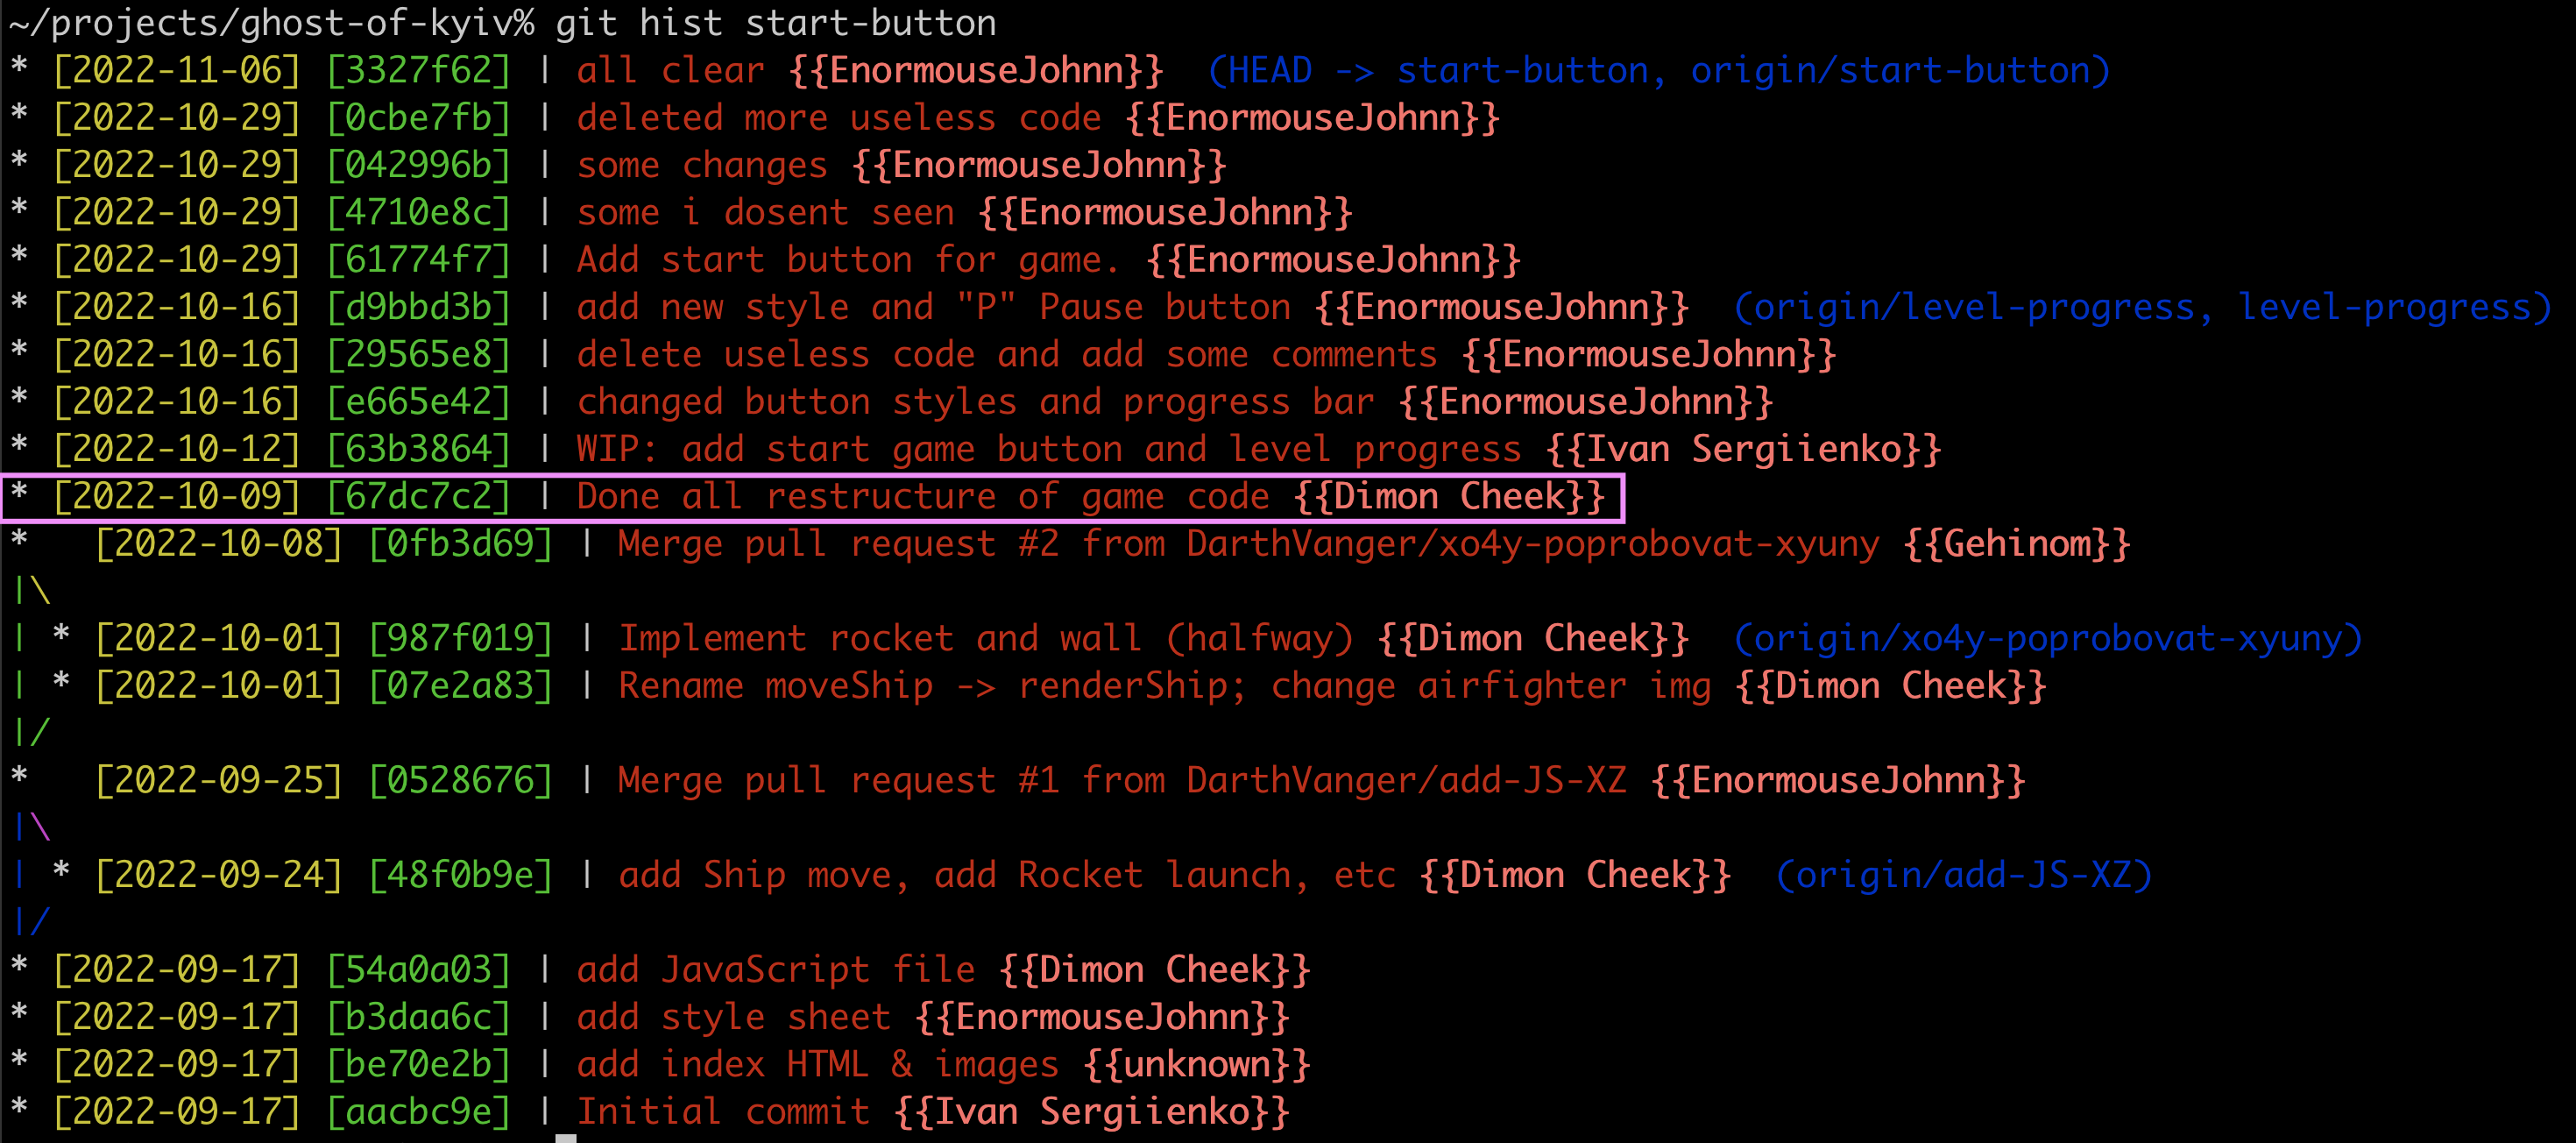 ~/projects/ghost-of-kyiv% git hist start-button
* [2022-11-06] [3327f62] | all clear {{EnormouseJohnn}}  (HEAD -> start-button, origin/start-button)
* [2022-10-29] [0cbe7fb] | deleted more useless code {{EnormouseJohnn}}
* [2022-10-29] [042996b] | some changes {{EnormouseJohnn}}
* [2022-10-29] [4710e8c] | some i dosent seen {{EnormouseJohnn}}
* [2022-10-29] [61774f7] | Add start button for game. {{EnormouseJohnn}}
* [2022-10-16] [d9bbd3b] | add new style and "P" Pause button {{EnormouseJohnn}}  (origin/level-progress, level-progress)
* [2022-10-16] [29565e8] | delete useless code and add some comments {{EnormouseJohnn}}
* [2022-10-16] [e665e42] | changed button styles and progress bar {{EnormouseJohnn}}
* [2022-10-12] [63b3864] | WIP: add start game button and level progress {{Ivan Sergiienko}}
* [2022-10-09] [67dc7c2] | Done all restructure of game code {{Dimon Cheek}}
*   [2022-10-08] [0fb3d69] | Merge pull request #2 from DarthVanger/xo4y-poprobovat-xyuny {{Gehinom}}
|\
| * [2022-10-01] [987f019] | Implement rocket and wall (halfway) {{Dimon Cheek}}  (origin/xo4y-poprobovat-xyuny)
| * [2022-10-01] [07e2a83] | Rename moveShip -> renderShip; change airfighter img {{Dimon Cheek}}
|/
*   [2022-09-25] [0528676] | Merge pull request #1 from DarthVanger/add-JS-XZ {{EnormouseJohnn}}
|\
| * [2022-09-24] [48f0b9e] | add Ship move, add Rocket launch, etc {{Dimon Cheek}}  (origin/add-JS-XZ)
|/
* [2022-09-17] [54a0a03] | add JavaScript file {{Dimon Cheek}}
* [2022-09-17] [b3daa6c] | add style sheet {{EnormouseJohnn}}
* [2022-09-17] [be70e2b] | add index HTML & images {{unknown}}
* [2022-09-17] [aacbc9e] | Initial commit {{Ivan Sergiienko}}